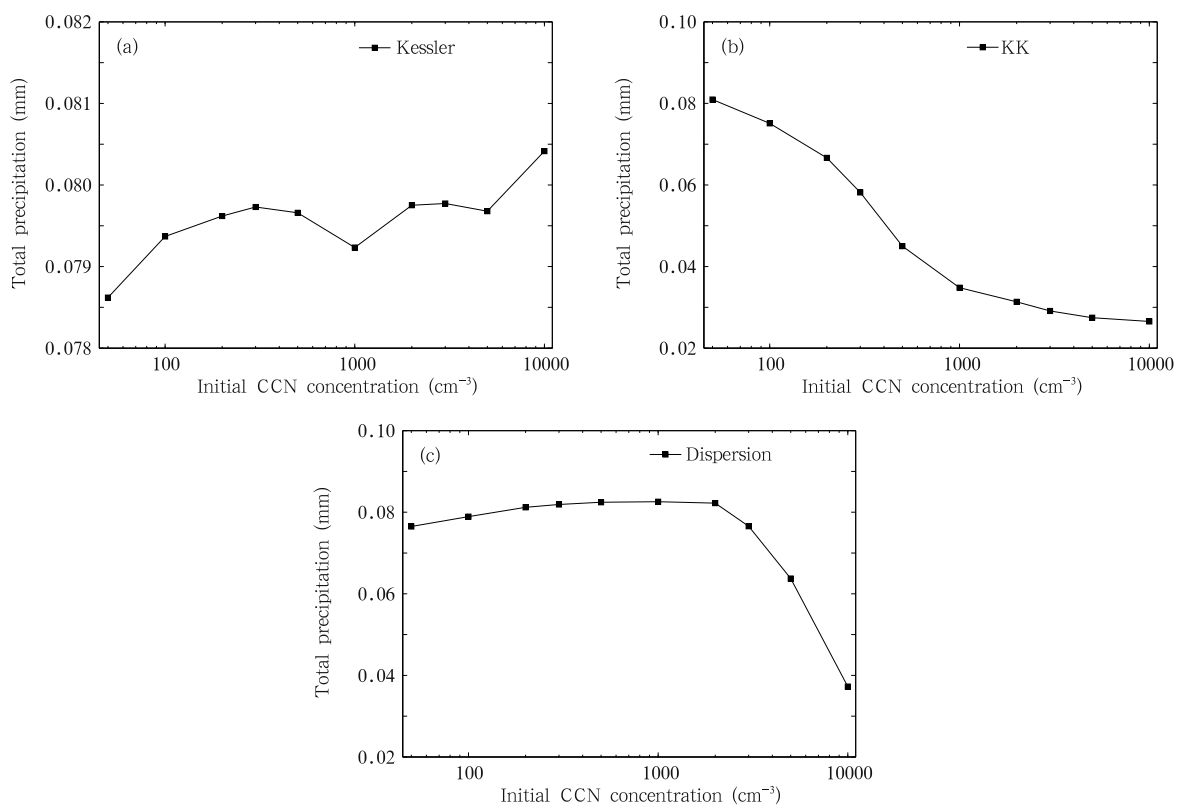 (a)
Kessler
0.082
0.081
0.080
0.079
0.078
Total precipitation (mm)
100 1000 10000
Initial CCN concentration (cm⁻³)
(b)
KK
0.10
0.08
0.06
0.04
0.02
Total precipitation (mm)
100 1000 10000
Initial CCN concentration (cm⁻³)
(c)
Dispersion
0.10
0.08
0.06
0.04
0.02
Total precipitation (mm)
100 1000 10000
Initial CCN concentration (cm⁻³)